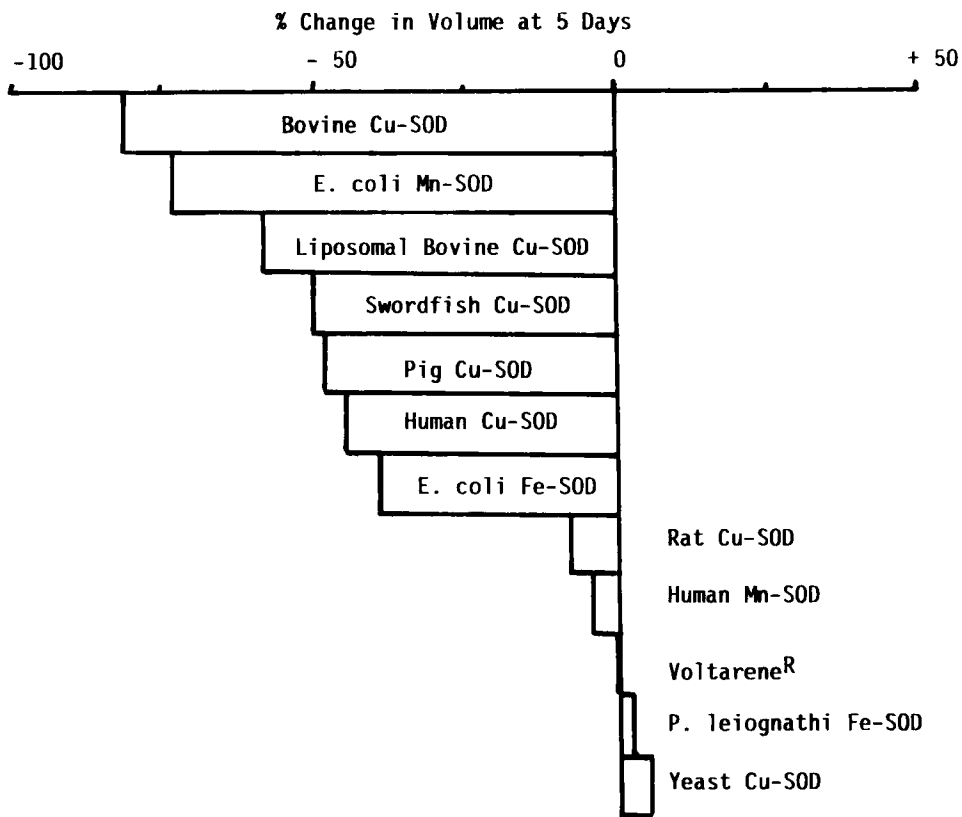 % Change in Volume at 5 Days
-100 - 50 0 + 50
Bovine Cu-SOD
E. coli Mn-SOD
Liposomal Bovine Cu-SOD
Swordfish Cu-SOD
Pig Cu-SOD
Human Cu-SOD
E. coli Fe-SOD
Rat Cu-SOD
Human Mn-SOD
VoltareneR
P. leiognathi Fe-SOD
Yeast Cu-SOD